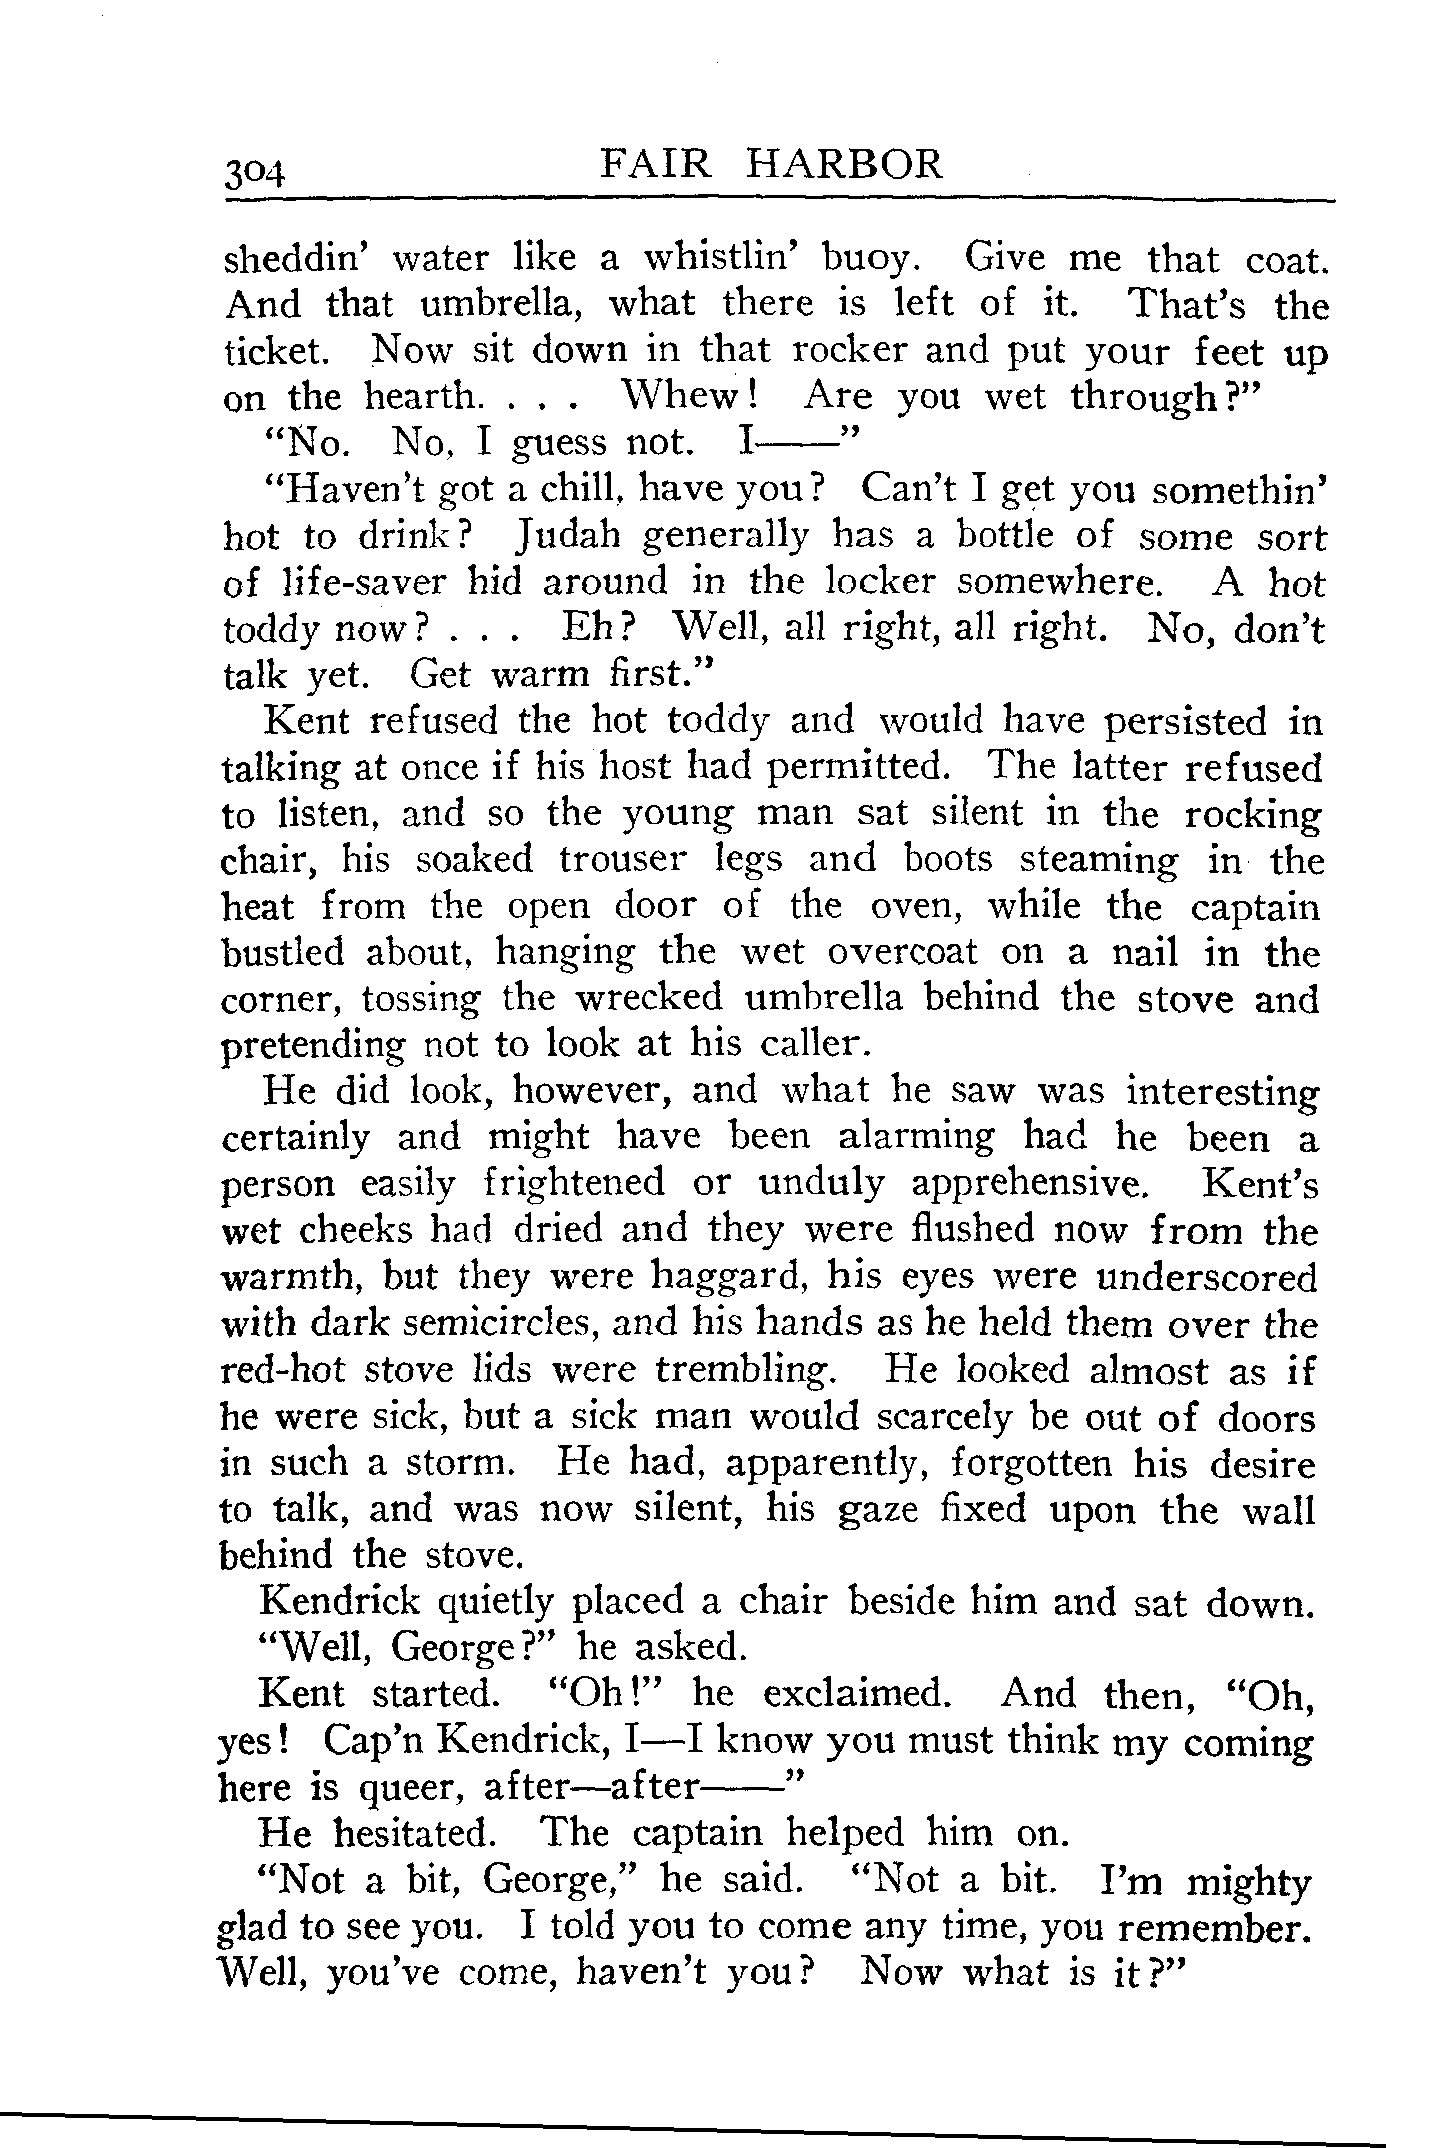 304 FAIR HARBOR
sheddin' water like a whistlin' buoy. Give me that coat.
And that umbrella, what there is left of it. That's the
ticket. Now sit down in that rocker and put your feet up
on the hearth. . . . Whew! Are you wet through?"
"No. No, I guess not. I——"
"Haven't got a chill, have you? Can't I get you somethin'
hot to drink? Judah generally has a bottle of some sort
of life-saver hid around in the locker somewhere. A hot
toddy now? . . . Eh? Well, all right, all right. No, don't
talk yet. Get warm first."
Kent refused the hot toddy and would have persisted in
talking at once if his host had permitted. The latter refused
to listen, and so the young man sat silent in the rocking
chair, his soaked trouser legs and boots steaming in the
heat from the open door of the oven, while the captain
bustled about, hanging the wet overcoat on a nail in the
corner, tossing the wrecked umbrella behind the stove and
pretending not to look at his caller.
He did look, however, and what he saw was interesting
certainly and might have been alarming had he been a
person easily frightened or unduly apprehensive. Kent's
wet cheeks had dried and they were flushed now from the
warmth, but they were haggard, his eyes were underscored
with dark semicircles, and his hands as he held them over the
red-hot stove lids were trembling. He looked almost as if
he were sick, but a sick man would scarcely be out of doors
in such a storm. He had, apparently, forgotten his desire
to talk, and was now silent, his gaze fixed upon the wall
behind the stove.
Kendrick quietly placed a chair beside him and sat down.
"Well, George?" he asked.
Kent started. "Oh!" he exclaimed. And then, "Oh,
yes! Cap'n Kendrick, I—I know you must think my coming
here is queer, after—after——"
He hesitated. The captain helped him on.
"Not a bit, George," he said. "Not a bit. I'm mighty
glad to see you. I told you to come any time, you remember.
Well, you've come, haven't you? Now what is it?"